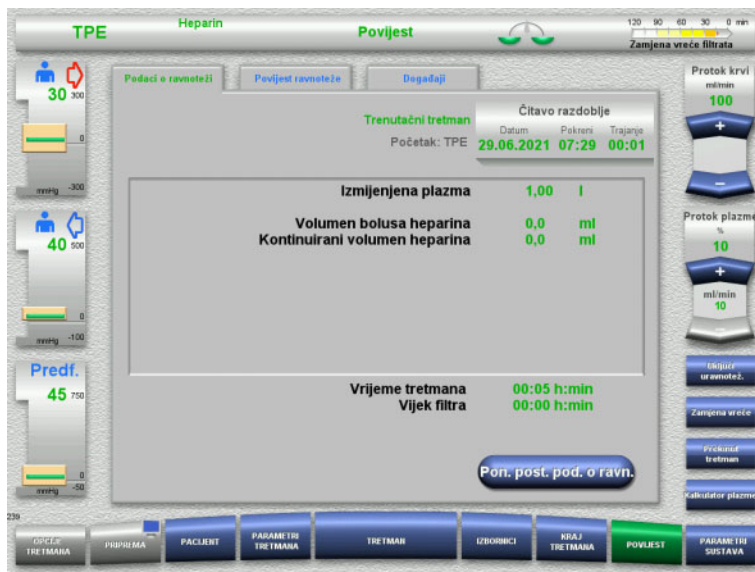 TPE
Heparin
Povijest
120 90 60 30 0 min
Zamjena vreće filtrata
30
300
0
mmHg -300
40
500
0
mmHg -100
Predf.
45
750
0
mmHg -50
Podaci o ravnoteži
Povijest ravnoteže
Događaji
Trenutačni tretman
Početak: TPE
Čitavo razdoblje
Datum Pokreni Trajanje
29.06.2021 07:29 00:01
Izmijenjena plazma 1,00 l
Volumen bolusa heparina 0,0 ml
Kontinuirani volumen heparina 0,0 ml
Vrijeme tretmana 00:05 h:min
Vijek filtra 00:00 h:min
Pon. post. pod. o ravn.
Protok krvi
ml/min
100
+
−
Protok plazme
%
10
+
ml/min
10
−
Uključi
uravnotež.
Zamjena vreće
Prekinuť
tretman
Kalkulator plazme
239
OPCIJE
TRETMANA
PRIPREMA
PACIJENT
PARAMETRI
TRETMANA
TRETMAN
IZBORNICI
KRAJ
TRETMANA
POVIJEST
PARAMETRI
SUSTAVA